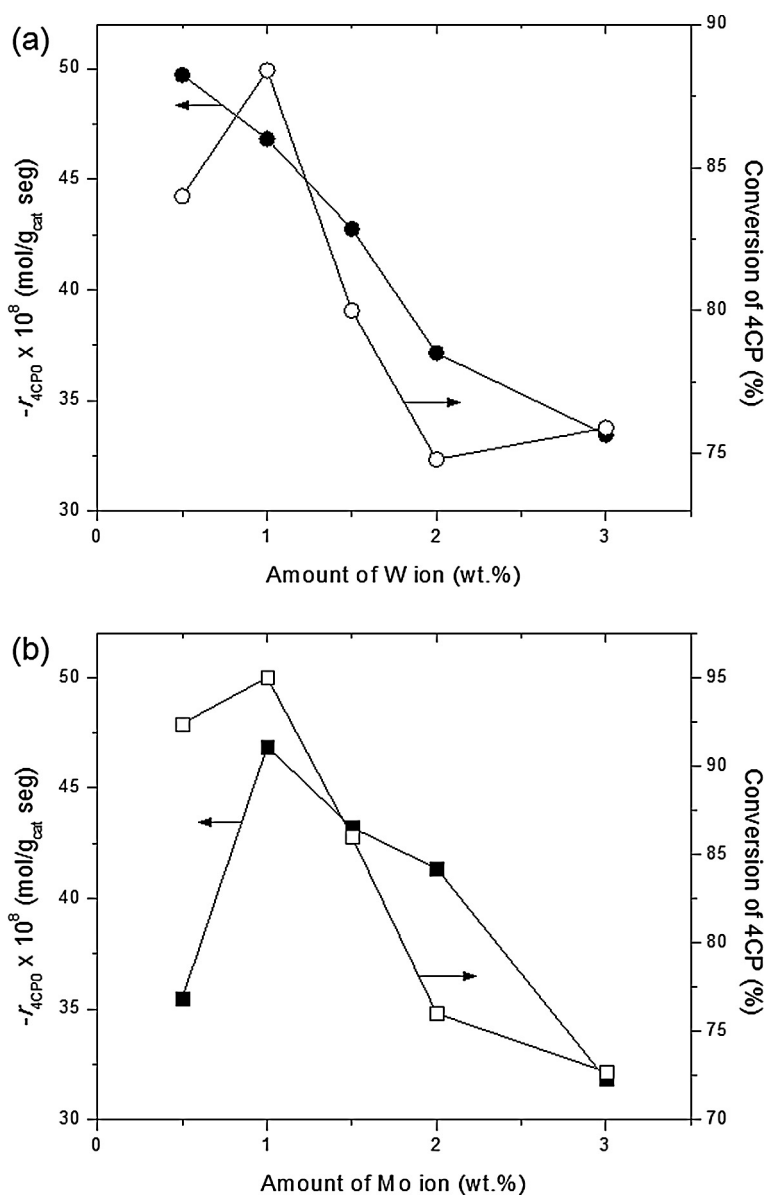 (a)
50
45
40
35
30
-r4CP0 x 10^8 (mol/gcat seg)
90
85
80
75
Conversion of 4CP (%)
0 1 2 3
Amount of W ion (wt.%)
(b)
50
45
40
35
30
-r4CP0 x 10^8 (mol/gcat seg)
95
90
85
80
75
70
Conversion of 4CP (%)
0 1 2 3
Amount of Mo ion (wt.%)